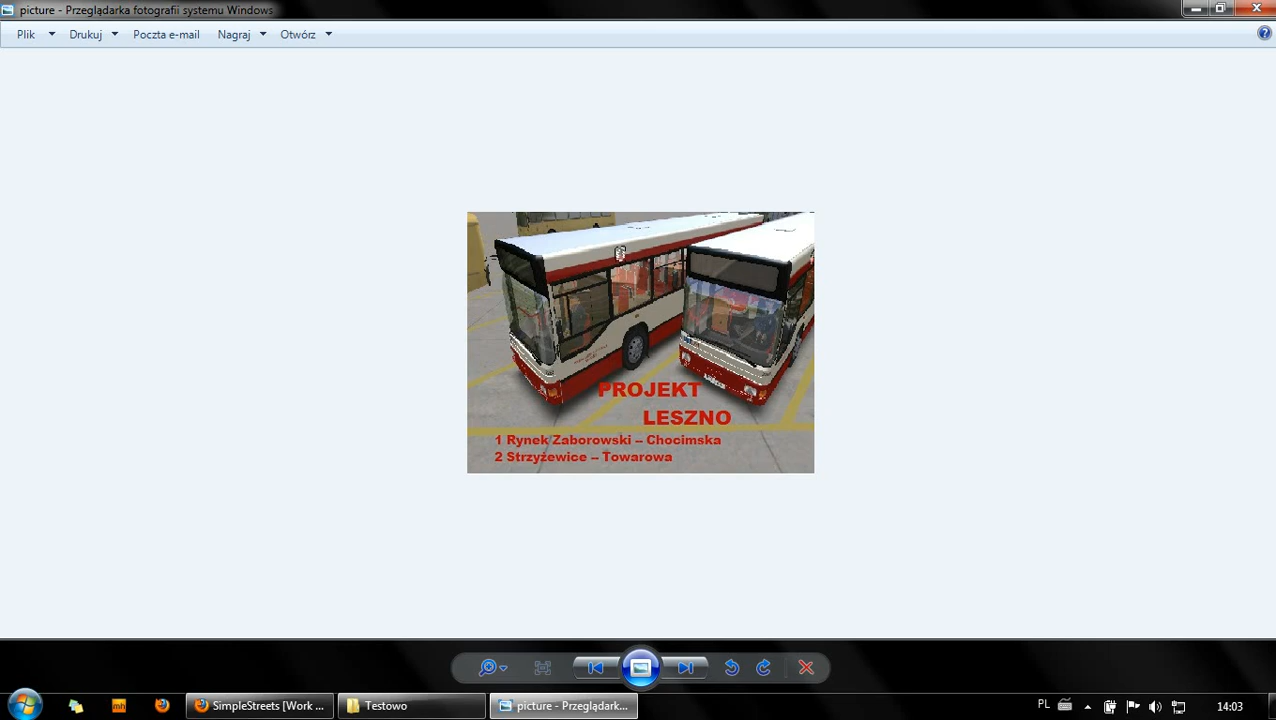 picture - Przeglądarka fotografii systemu Windows
Plik Drukuj Poczta e-mail Nagraj Otwórz
PROJEKT
LESZNO
1 Rynek Zaborowski – Chocimska
2 Strzyżewice – Towarowa
mh SimpleStreets [Work ... Testowo picture - Przeglądark... PL 14:03